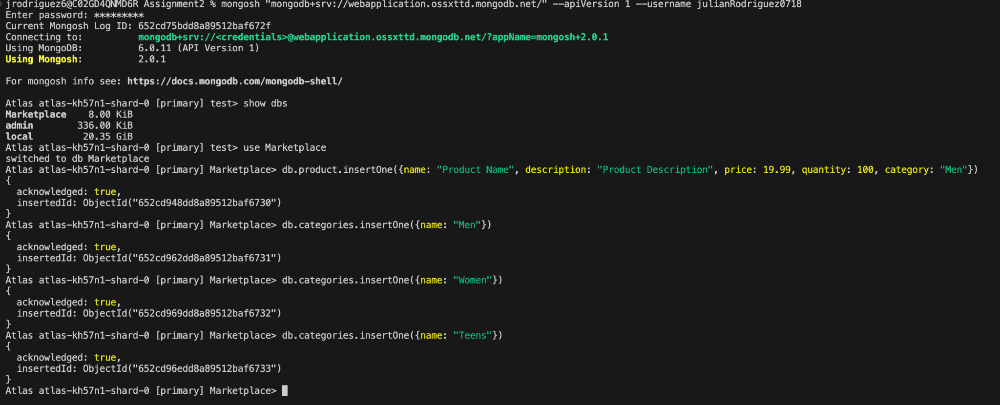 jrodriguez6@C02GD4QNMD6R Assignment2 % mongosh "mongodb+srv://webapplication.ossxttd.mongodb.net/" --apiVersion 1 --username julianRodriguez0718
Enter password: *********
Current Mongosh Log ID: 652cd75bdd8a89512baf672f
Connecting to:          mongodb+srv://<credentials>@webapplication.ossxttd.mongodb.net/?appName=mongosh+2.0.1
Using MongoDB:          6.0.11 (API Version 1)
Using Mongosh:          2.0.1
For mongosh info see: https://docs.mongodb.com/mongodb-shell/
Atlas atlas-kh57n1-shard-0 [primary] test> show dbs
Marketplace    8.00 KiB
admin        336.00 KiB
local         20.35 GiB
Atlas atlas-kh57n1-shard-0 [primary] test> use Marketplace
switched to db Marketplace
Atlas atlas-kh57n1-shard-0 [primary] Marketplace> db.product.insertOne({name: "Product Name", description: "Product Description", price: 19.99, quantity: 100, category: "Men"})
{
  acknowledged: true,
  insertedId: ObjectId("652cd948dd8a89512baf6730")
}
Atlas atlas-kh57n1-shard-0 [primary] Marketplace> db.categories.insertOne({name: "Men"})
{
  acknowledged: true,
  insertedId: ObjectId("652cd962dd8a89512baf6731")
}
Atlas atlas-kh57n1-shard-0 [primary] Marketplace> db.categories.insertOne({name: "Women"})
{
  acknowledged: true,
  insertedId: ObjectId("652cd969dd8a89512baf6732")
}
Atlas atlas-kh57n1-shard-0 [primary] Marketplace> db.categories.insertOne({name: "Teens"})
{
  acknowledged: true,
  insertedId: ObjectId("652cd96edd8a89512baf6733")
}
Atlas atlas-kh57n1-shard-0 [primary] Marketplace>